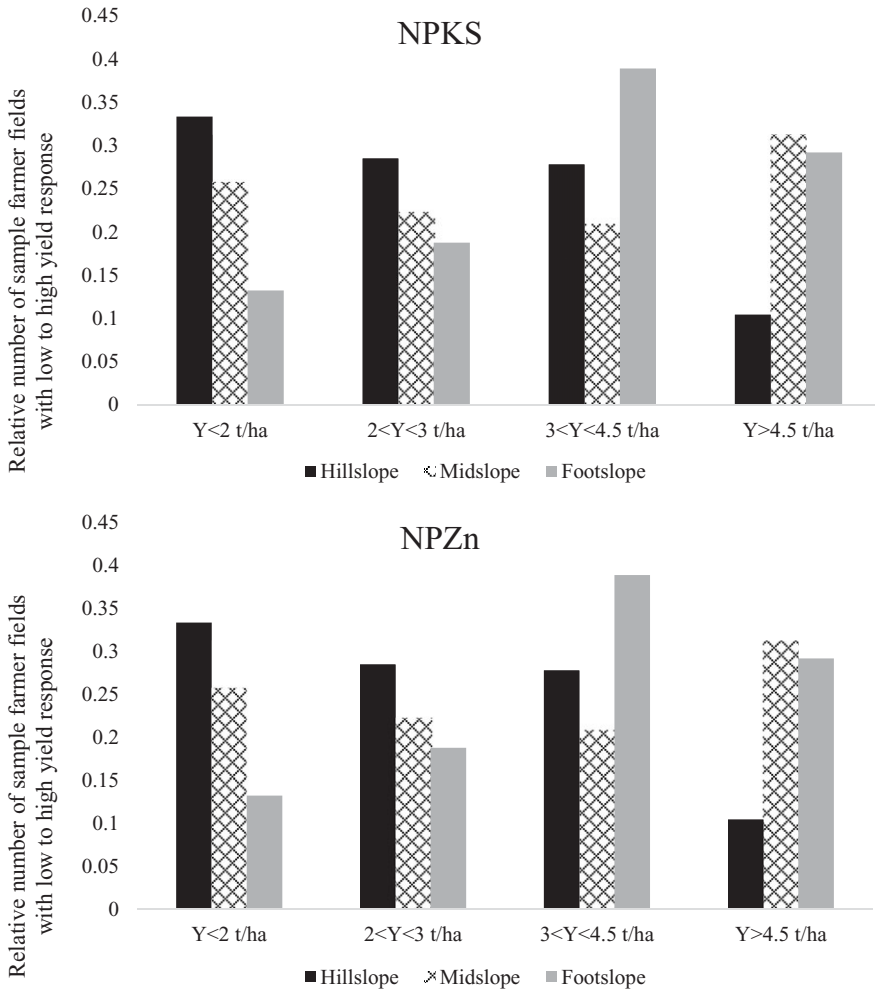 NPKS
Relative number of sample farmer fields
with low to high yield response
0.45
0.4
0.35
0.3
0.25
0.2
0.15
0.1
0.05
0
Y<2 t/ha 2<Y<3 t/ha 3<Y<4.5 t/ha Y>4.5 t/ha
Hillslope Midslope Footslope
NPZn
Relative number of sample farmer fields
with low to high yield response
0.45
0.4
0.35
0.3
0.25
0.2
0.15
0.1
0.05
0
Y<2 t/ha 2<Y<3 t/ha 3<Y<4.5 t/ha Y>4.5 t/ha
Hillslope Midslope Footslope